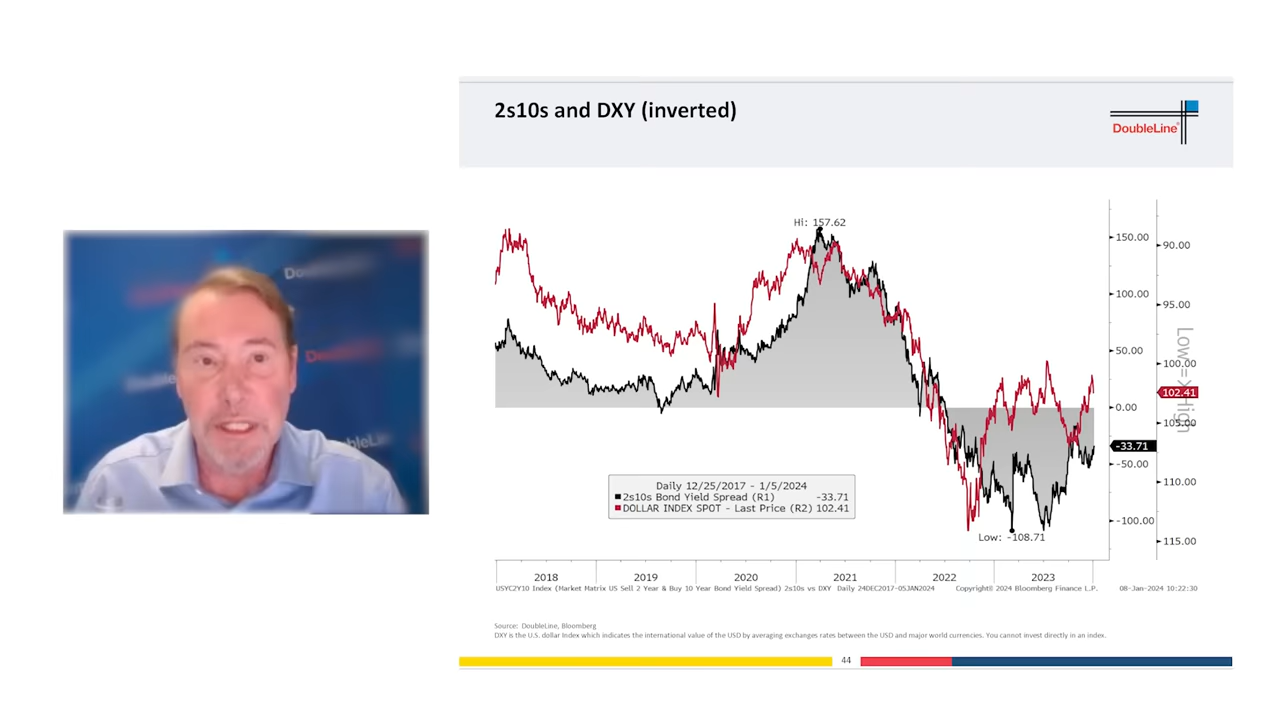 2s10s and DXY (inverted)
DoubleLine®
Hi: 157.62
150.00
100.00
50.00
0.00
-33.71
-50.00
-100.00
90.00
95.00
100.00
102.41
105.00
110.00
115.00
Low=X-High
Daily 12/25/2017 - 1/5/2024
2s10s Bond Yield Spread (R1) -33.71
DOLLAR INDEX SPOT - Last Price (R2) 102.41
Low: -108.71
2018 2019 2020 2021 2022 2023
USYC2Y10 Index (Market Matrix US Sell 2 Year & Buy 10 Year Bond Yield Spread) 2s10s vs DXY Daily 24DEC2017-05JAN2024 Copyright© 2024 Bloomberg Finance L.P. 08-Jan-2024 10:22:30
Source: DoubleLine, Bloomberg
DXY is the U.S. dollar Index which indicates the international value of the USD by averaging exchanges rates between the USD and major world currencies. You cannot invest directly in an index.
44